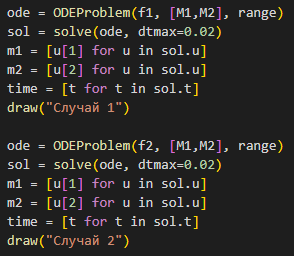 ode = ODEProblem(f1, [M1,M2], range)
sol = solve(ode, dtmax=0.02)
m1 = [u[1] for u in sol.u]
m2 = [u[2] for u in sol.u]
time = [t for t in sol.t]
draw("Случай 1")

ode = ODEProblem(f2, [M1,M2], range)
sol = solve(ode, dtmax=0.02)
m1 = [u[1] for u in sol.u]
m2 = [u[2] for u in sol.u]
time = [t for t in sol.t]
draw("Случай 2")